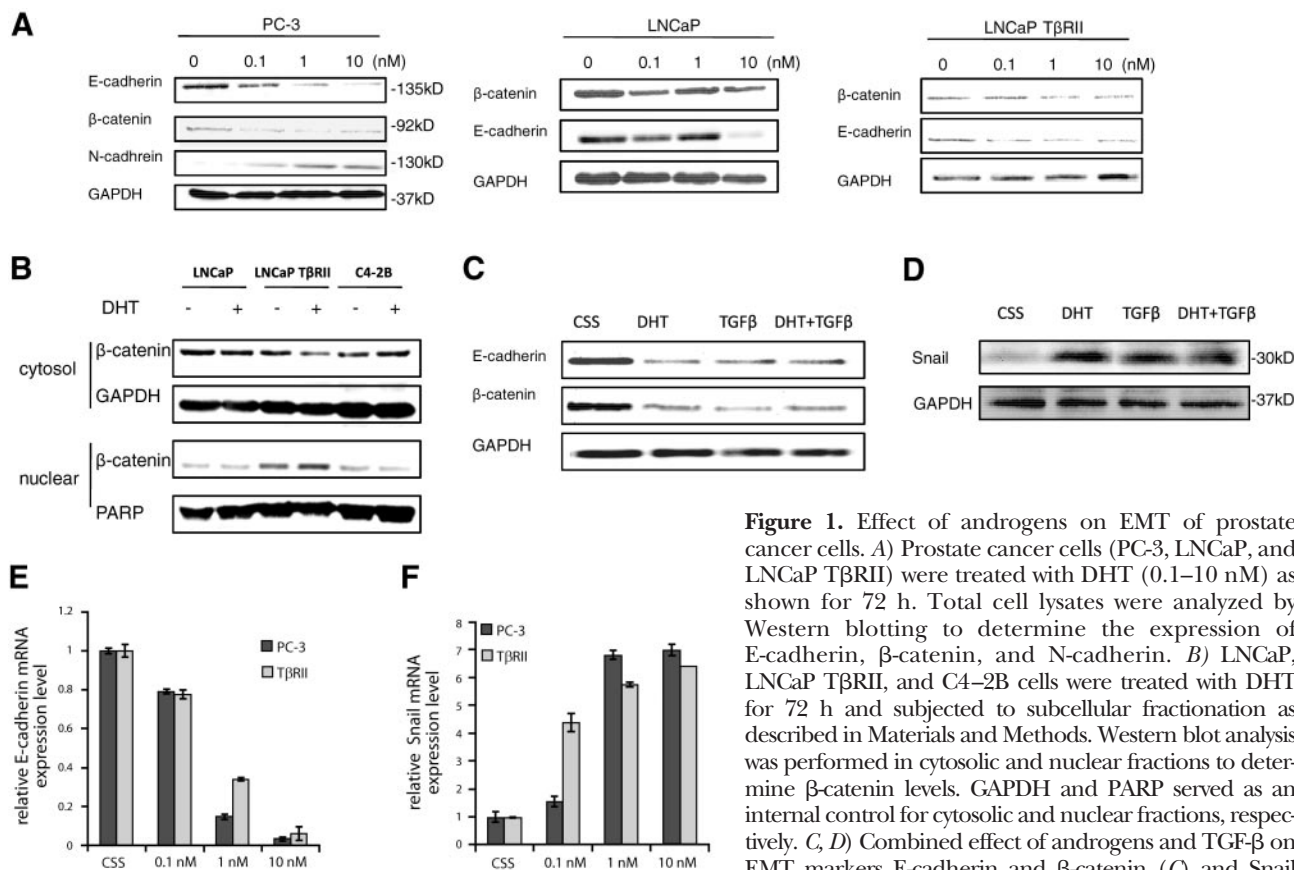 A
PC-3
0 0.1 1 10 (nM)
E-cadherin
-135kD
β-catenin
-92kD
N-cadhrein
-130kD
GAPDH
-37kD
LNCaP
0 0.1 1 10 (nM)
β-catenin
E-cadherin
GAPDH
LNCaP TβRII
0 0.1 1 10 (nM)
β-catenin
E-cadherin
GAPDH
B
LNCaP LNCaP TβRII C4-2B
DHT - + - + - +
cytosol
β-catenin
GAPDH
nuclear
β-catenin
PARP
C
CSS DHT TGFβ DHT+TGFβ
E-cadherin
β-catenin
GAPDH
D
CSS DHT TGFβ DHT+TGFβ
Snail
-30kD
GAPDH
-37kD
E
relative E-cadherin mRNA
expression level
1.2
1
0.8
0.6
0.4
0.2
0
PC-3
TβRII
CSS 0.1 nM 1 nM 10 nM
F
relative Snail mRNA
expression level
8
7
6
5
4
3
2
1
0
PC-3
TβRII
CSS 0.1 nM 1 nM 10 nM
Figure 1. Effect of androgens on EMT of prostate
cancer cells. A) Prostate cancer cells (PC-3, LNCaP, and
LNCaP TβRII) were treated with DHT (0.1–10 nM) as
shown for 72 h. Total cell lysates were analyzed by
Western blotting to determine the expression of
E-cadherin, β-catenin, and N-cadherin. B) LNCaP,
LNCaP TβRII, and C4–2B cells were treated with DHT
for 72 h and subjected to subcellular fractionation as
described in Materials and Methods. Western blot analysis
was performed in cytosolic and nuclear fractions to deter-
mine β-catenin levels. GAPDH and PARP served as an
internal control for cytosolic and nuclear fractions, respec-
tively. C, D) Combined effect of androgens and TGF-β on
EMT markers E-cadherin and β-catenin (C) and Snail